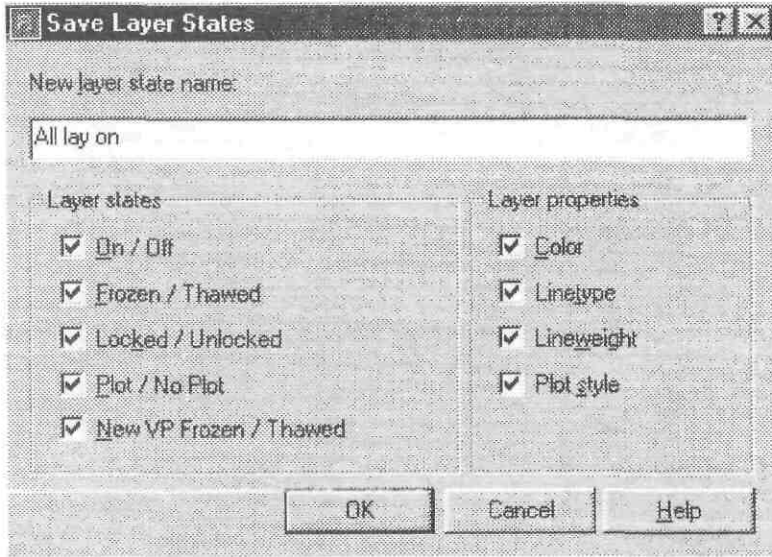 Save Layer States
New layer state name:
All lay on
Layer states
On / Off
Frozen / Thawed
Locked / Unlocked
Plot / No Plot
New VP Frozen / Thawed
Layer properties
Color
Linetype
Lineweight
Plot style
OK
Cancel
Help